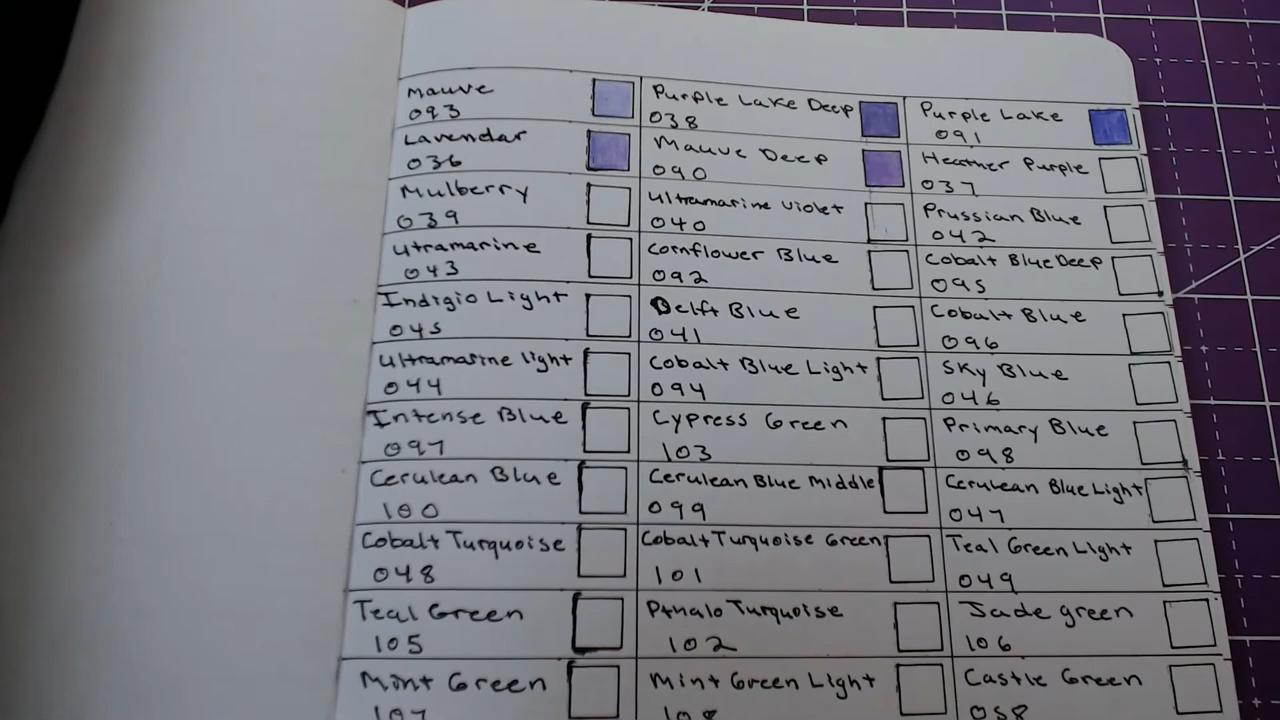 Mauve
093
Purple Lake Deep
038
Purple Lake
091
Lavendar
036
Mauve Deep
090
Heather Purple
037
Mulberry
039
Ultramarine Violet
040
Prussian Blue
042
Utramarine
043
Cornflower Blue
092
Cobalt Blue Deep
095
Indigio Light
045
Delft Blue
041
Cobalt Blue
096
Ultramarine light
044
Cobalt Blue Light
094
Sky Blue
046
Intense Blue
097
Cypress Green
103
Primary Blue
098
Cerulean Blue
100
Cerulean Blue Middle
099
Cerulean Blue Light
047
Cobalt Turquoise
048
Cobalt Turquoise Green
101
Teal Green Light
049
Teal Green
105
Pthalo Turquoise
102
Jade green
106
Mint Green
107
Mint Green Light
108
Castle Green
058